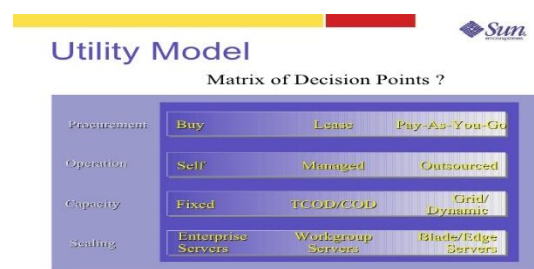 Sun
microsystems
Utility Model
Matrix of Decision Points ?
Procurement Buy Lease Pay-As-You-Go
Operation Self Managed Outsourced
Capacity Fixed TCOD/COD Grid/
Dynamic
Scaling Enterprise Workgroup Blade/Edge
Servers Servers Servers